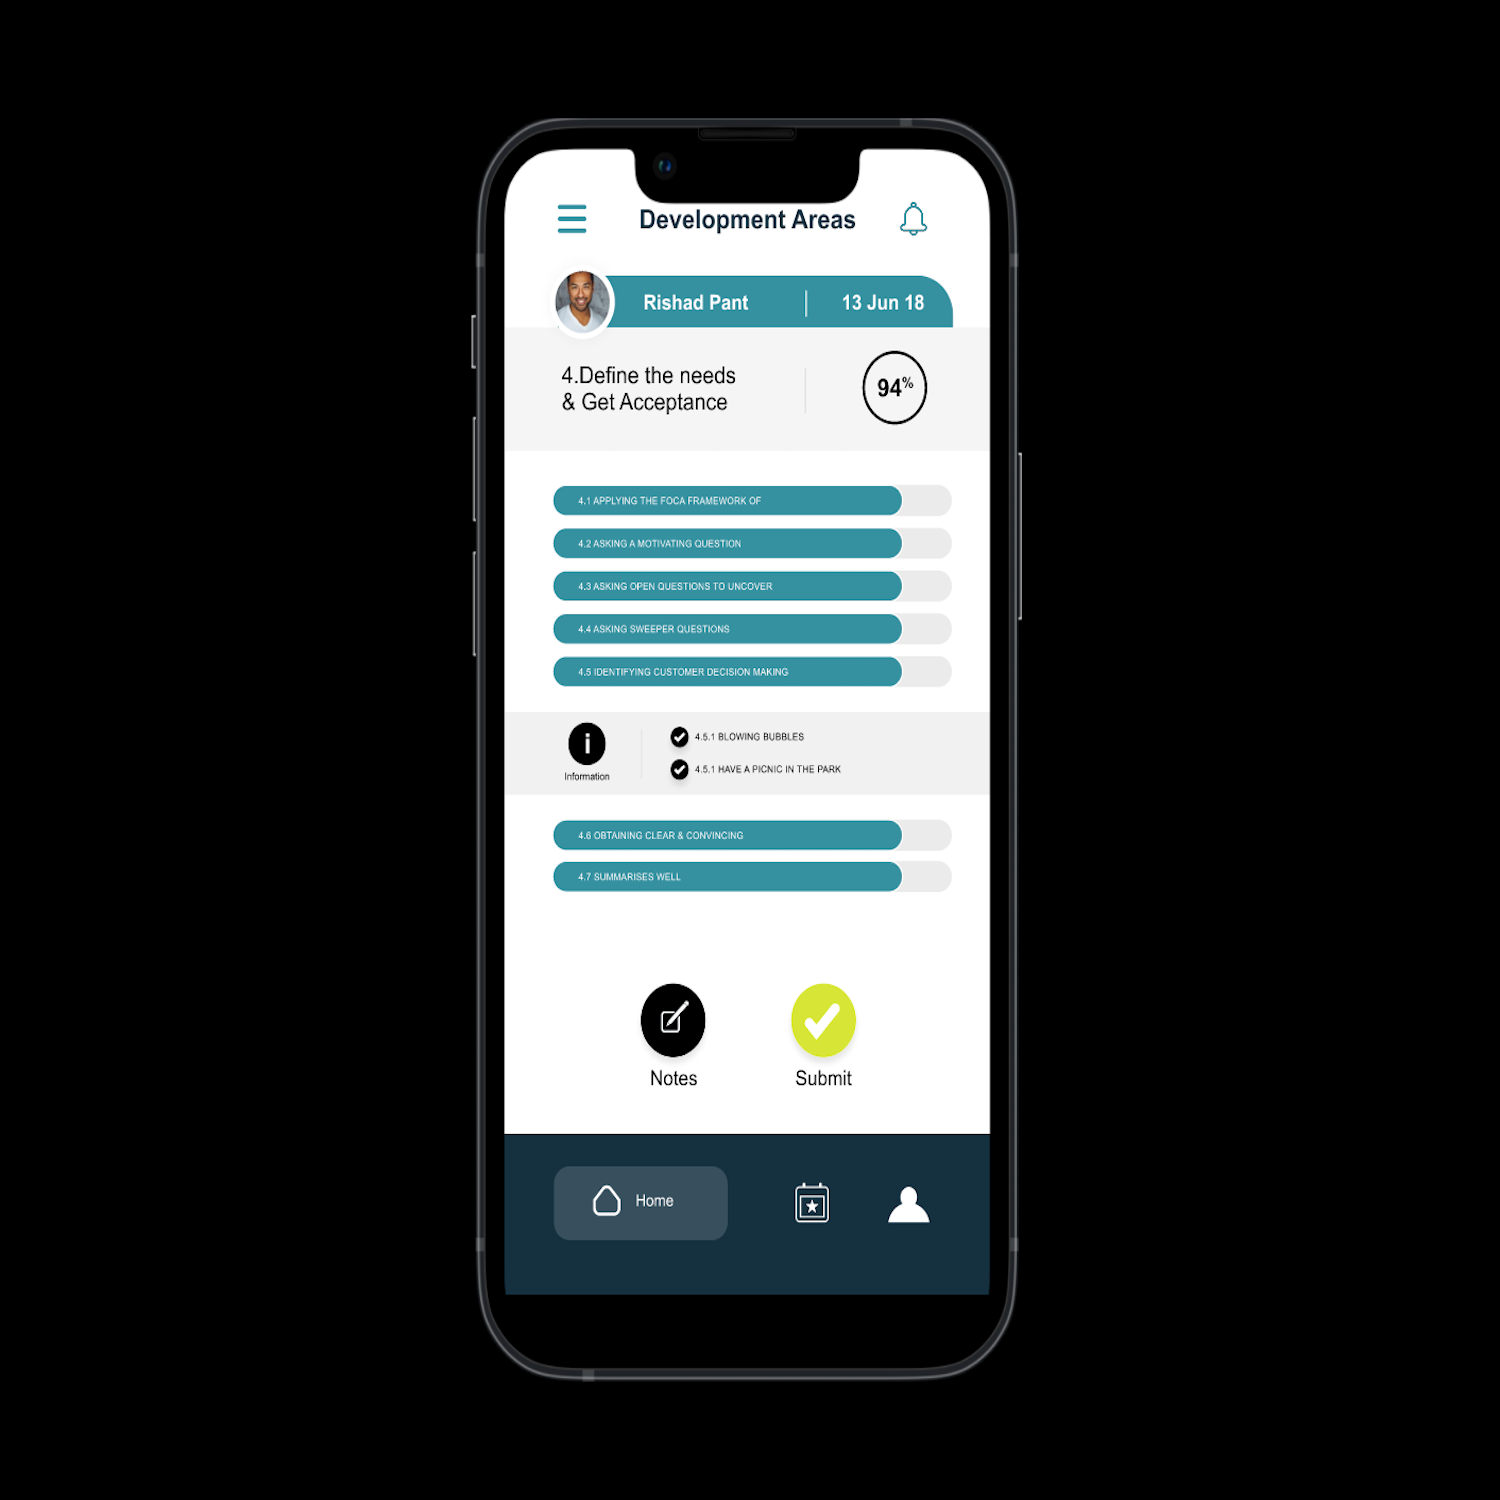 Development Areas
Rishad Pant
13 Jun 18
4.Define the needs
& Get Acceptance
94%
4.1 APPLYING THE FOCA FRAMEWORK OF
4.2 ASKING A MOTIVATING QUESTION
4.3 ASKING OPEN QUESTIONS TO UNCOVER
4.4 ASKING SWEEPER QUESTIONS
4.5 IDENTIFYING CUSTOMER DECISION MAKING
i
Information
4.5.1 BLOWING BUBBLES
4.5.1 HAVE A PICNIC IN THE PARK
4.6 OBTAINING CLEAR & CONVINCING
4.7 SUMMARISES WELL
Notes
Submit
Home